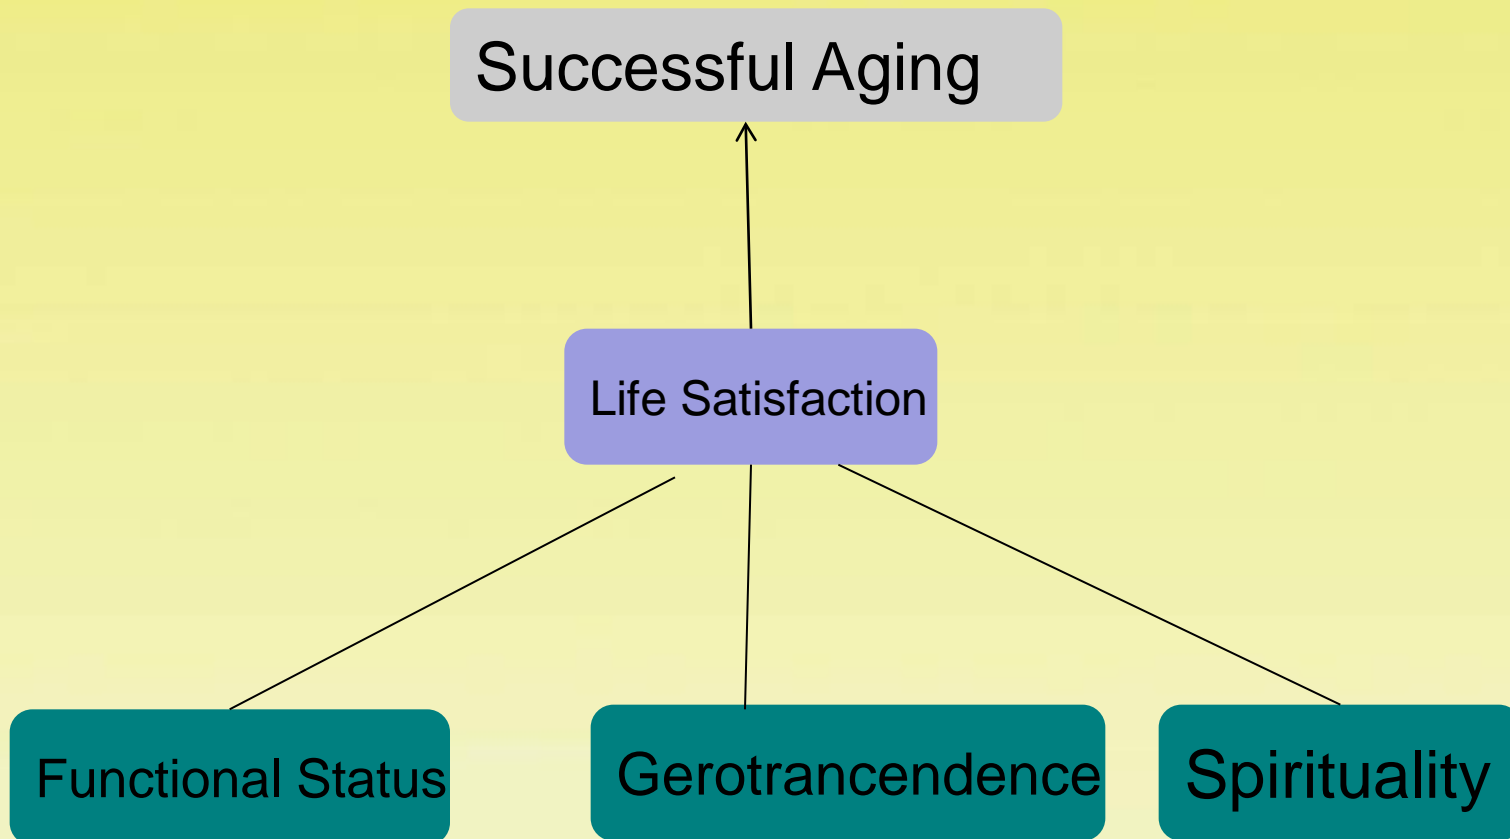 Successful Aging
Life Satisfaction
Functional Status
Gerotrancendence
Spirituality